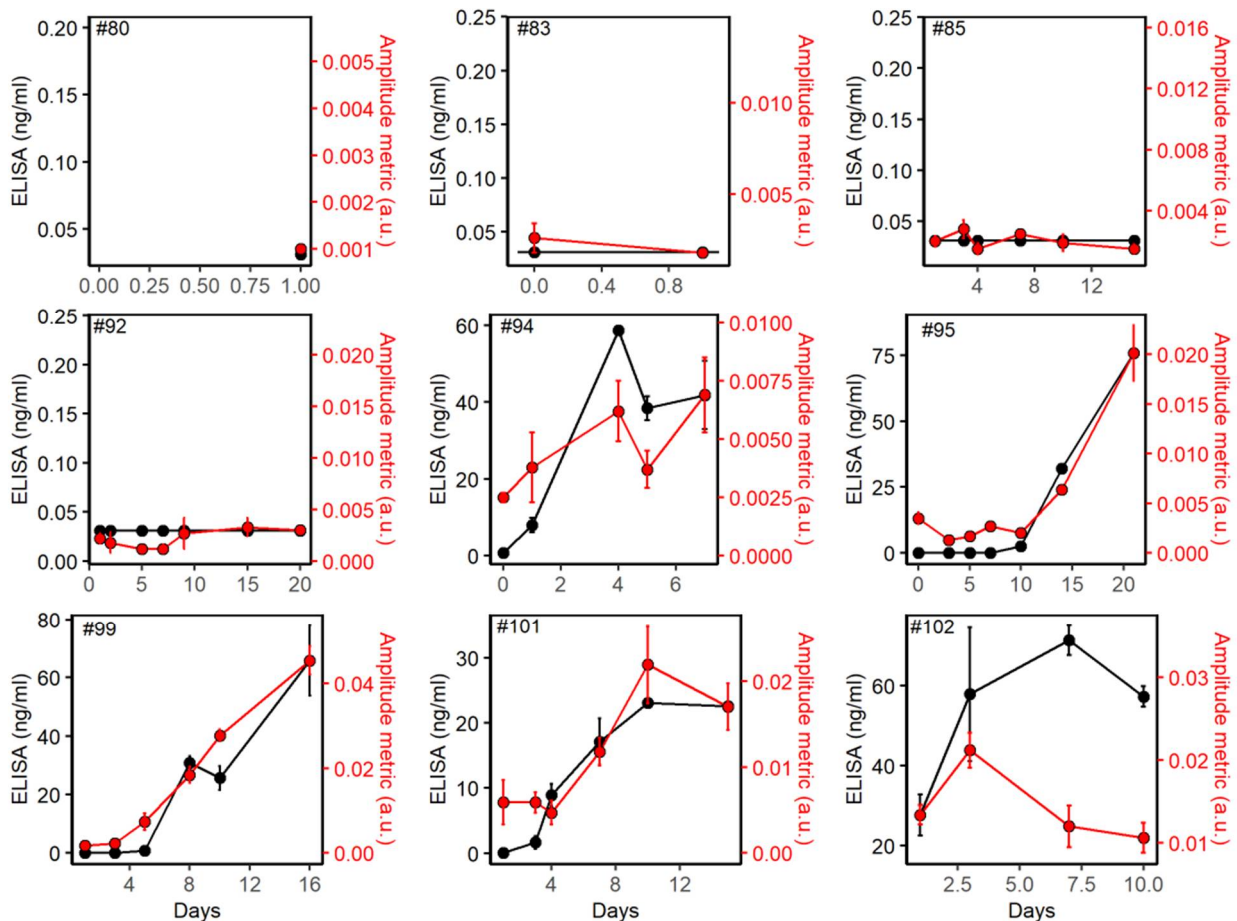 #80
ELISA (ng/ml)
0.20
0.15
0.10
0.05
0.00 0.25 0.50 0.75 1.00
0.005
0.004
0.003
0.002
0.001
Amplitude metric (a.u.)
#83
ELISA (ng/ml)
0.25
0.20
0.15
0.10
0.05
0.0 0.4 0.8
0.010
0.005
Amplitude metric (a.u.)
#85
ELISA (ng/ml)
0.25
0.20
0.15
0.10
0.05
4 8 12
0.016
0.012
0.008
0.004
Amplitude metric (a.u.)
#92
ELISA (ng/ml)
0.25
0.20
0.15
0.10
0.05
0.00
0 5 10 15 20
0.020
0.015
0.010
0.005
0.000
Amplitude metric (a.u.)
#94
ELISA (ng/ml)
60
40
20
0
0 2 4 6
0.0100
0.0075
0.0050
0.0025
0.0000
Amplitude metric (a.u.)
#95
ELISA (ng/ml)
75
50
25
0
0 5 10 15 20
0.020
0.015
0.010
0.005
0.000
Amplitude metric (a.u.)
#99
ELISA (ng/ml)
80
60
40
20
0
4 8 12 16
Days
0.04
0.02
0.00
Amplitude metric (a.u.)
#101
ELISA (ng/ml)
30
20
10
0
4 8 12
Days
0.02
0.01
0.00
Amplitude metric (a.u.)
#102
ELISA (ng/ml)
60
40
20
2.5 5.0 7.5 10.0
Days
0.03
0.02
0.01
Amplitude metric (a.u.)